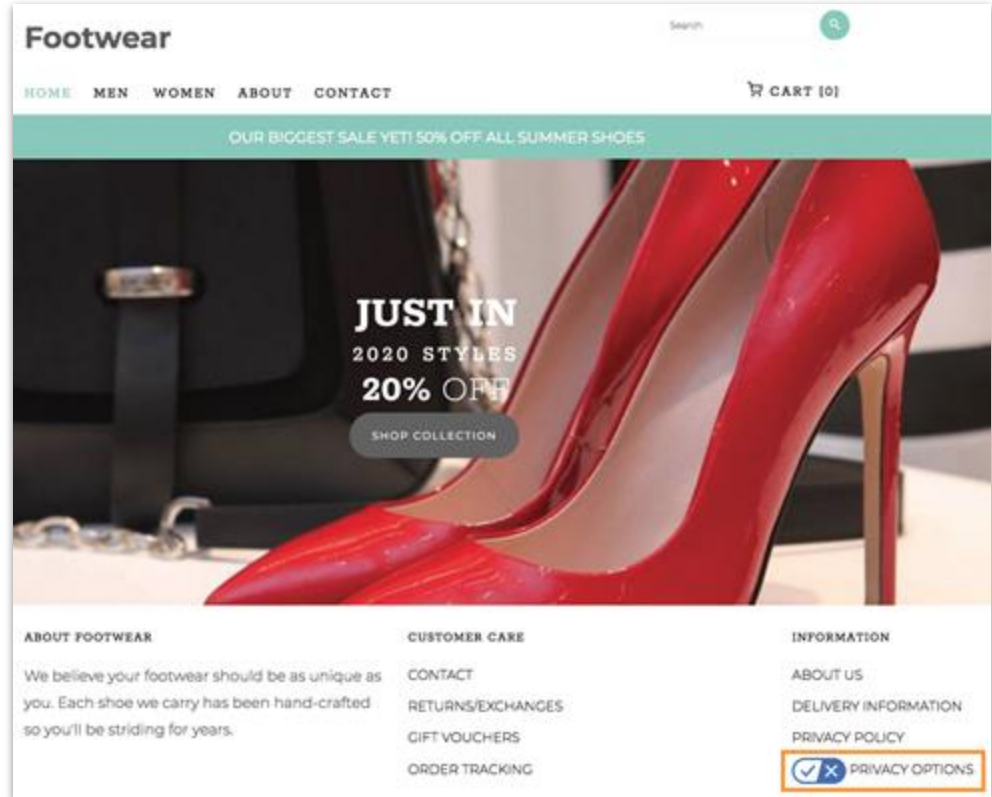 Footwear
Search
HOME MEN WOMEN ABOUT CONTACT
CART [0]
OUR BIGGEST SALE YET! 50% OFF ALL SUMMER SHOES
JUST IN
2020 STYLES
20% OFF
SHOP COLLECTION
ABOUT FOOTWEAR
We believe your footwear should be as unique as
you. Each shoe we carry has been hand-crafted
so you'll be striding for years.
CUSTOMER CARE
CONTACT
RETURNS/EXCHANGES
GIFT VOUCHERS
ORDER TRACKING
INFORMATION
ABOUT US
DELIVERY INFORMATION
PRIVACY POLICY
PRIVACY OPTIONS